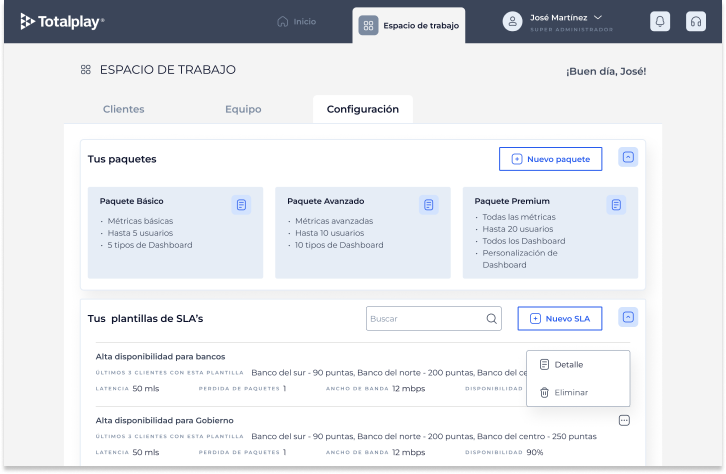 Totalplay®
Inicio
Espacio de trabajo
José Martínez
SUPER ADMINISTRADOR
ESPACIO DE TRABAJO
¡Buen día, José!
Clientes
Equipo
Configuración
Tus paquetes
Nuevo paquete
Paquete Básico
· Métricas básicas
· Hasta 5 usuarios
· 5 tipos de Dashboard
Paquete Avanzado
· Métricas avanzadas
· Hasta 10 usuarios
· 10 tipos de Dashboard
Paquete Premium
· Todas las métricas
· Hasta 20 usuarios
· Todos los Dashboard
· Personalización de
Dashboard
Tus plantillas de SLA's
Buscar
Nuevo SLA
Alta disponibilidad para bancos
ÚLTIMOS 3 CLIENTES CON ESTA PLANTILLA Banco del sur - 90 puntas, Banco del norte - 200 puntas, Banco del ce
LATENCIA 50 mls PERDIDA DE PAQUETES 1 ANCHO DE BANDA 12 mbps DISPONIBILIDAD
Detalle
Eliminar
Alta disponibilidad para Gobierno
ÚLTIMOS 3 CLIENTES CON ESTA PLANTILLA Banco del sur - 90 puntas, Banco del norte - 200 puntas, Banco del centro - 250 puntas
LATENCIA 50 mls PERDIDA DE PAQUETES 1 ANCHO DE BANDA 12 mbps DISPONIBILIDAD 90%